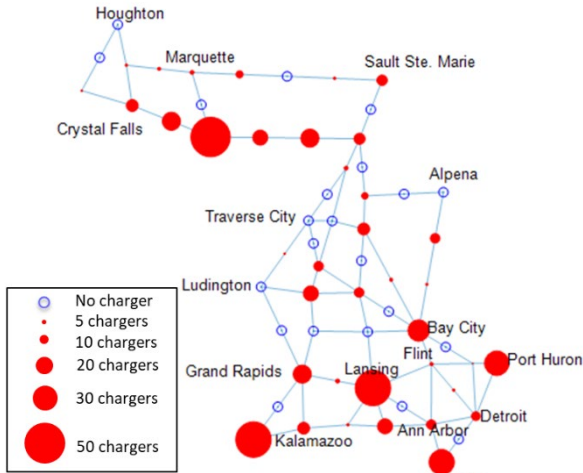 Houghton
Marquette
Sault Ste. Marie
Crystal Falls
Alpena
Traverse City
Ludington
No charger
5 chargers
10 chargers
20 chargers
30 chargers
50 chargers
Bay City
Flint
Port Huron
Grand Rapids
Lansing
Detroit
Kalamazoo
Ann Arbor